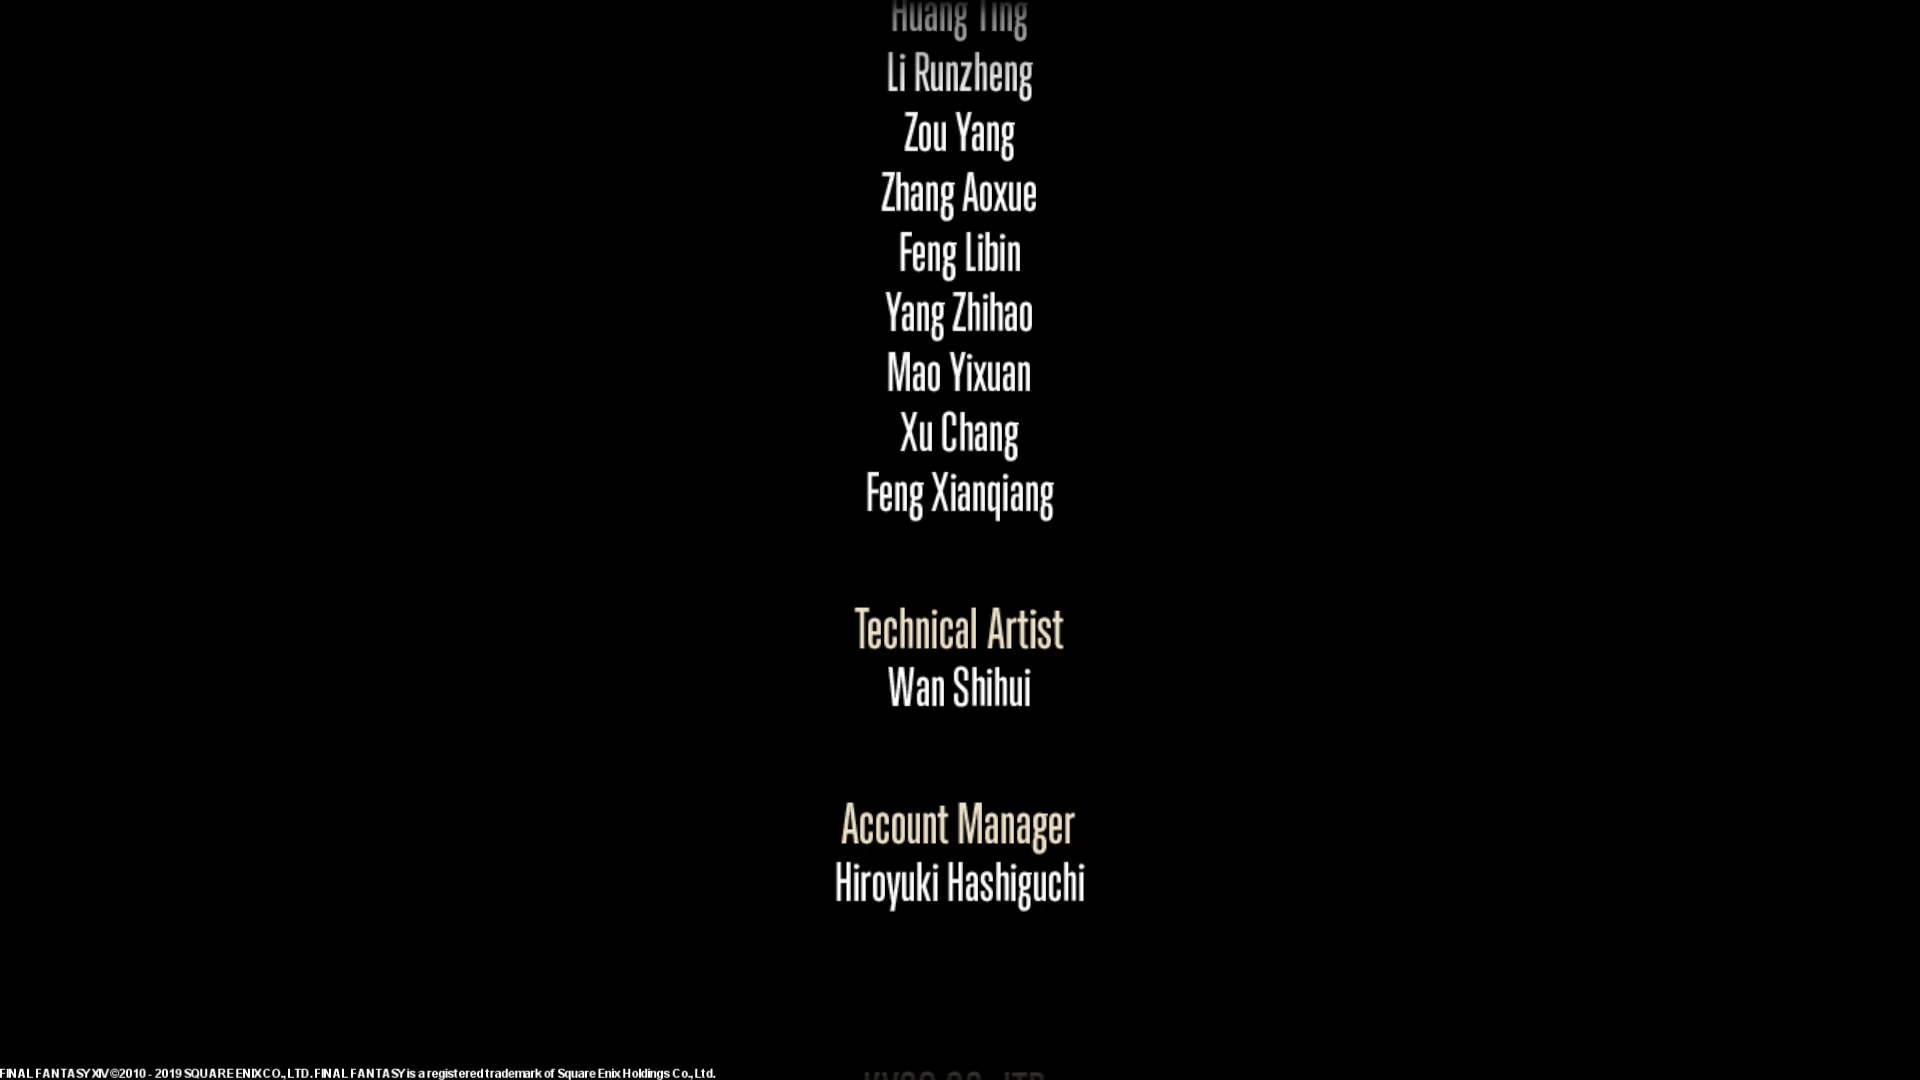 Huang Ting
Li Runzheng
Zou Yang
Zhang Aoxue
Feng Libin
Yang Zhihao
Mao Yixuan
Xu Chang
Feng Xianqiang
Technical Artist
Wan Shihui
Account Manager
Hiroyuki Hashiguchi
FINAL FANTASY XIV ©2010 - 2019 SQUARE ENIX CO., LTD. FINAL FANTASY is a registered trademark of Square Enix Holdings Co., Ltd.